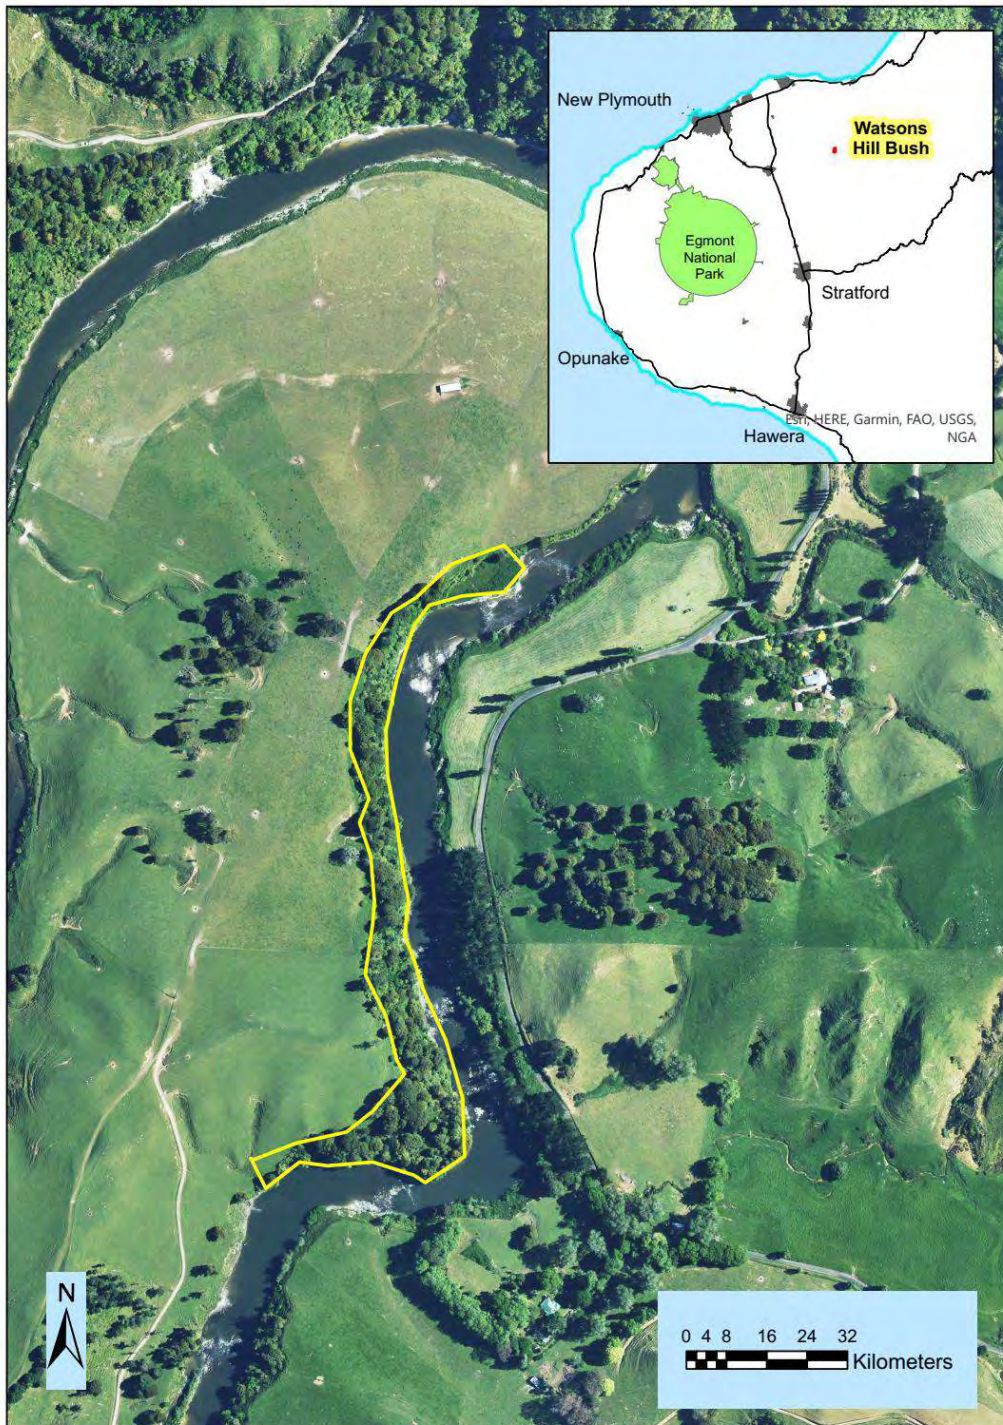 New Plymouth
Watsons
Hill Bush
Egmont
National
Park
Stratford
Opunake
Esri, HERE, Garmin, FAO, USGS,
Hawera
NGA
N
0 4 8 16 24 32
Kilometers